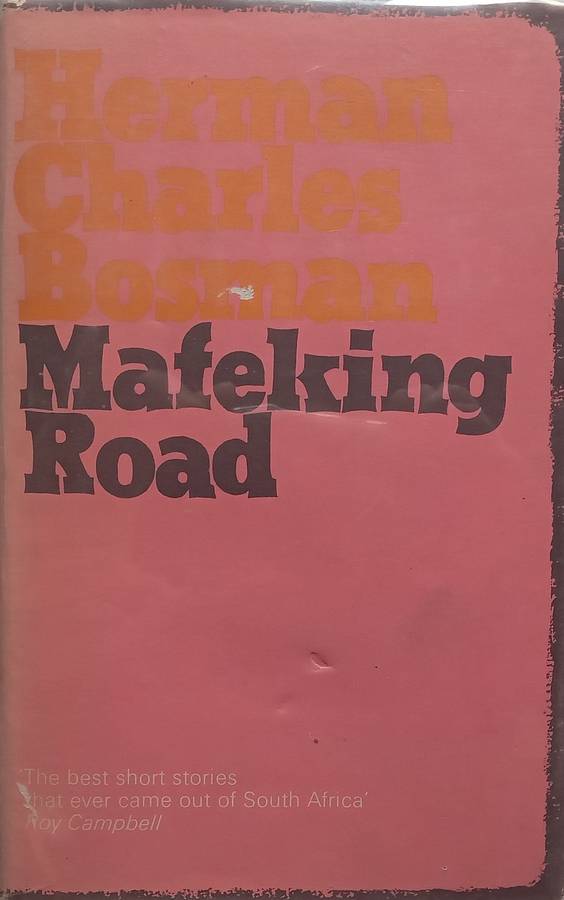 Herman
Charles
Bosman
Mafeking
Road
'The best short stories
that ever came out of South Africa'
Roy Campbell